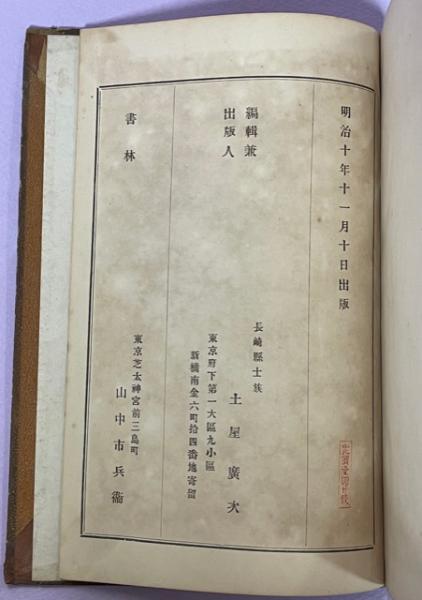 明治十年十一月十日出版
編輯兼
出版人
長崎縣士族
土屋廣丈
東京府下第一大區九小區
新橋南金六町拾四番地寄留
書林
東京芝太神宮前三島町
山中市兵衞